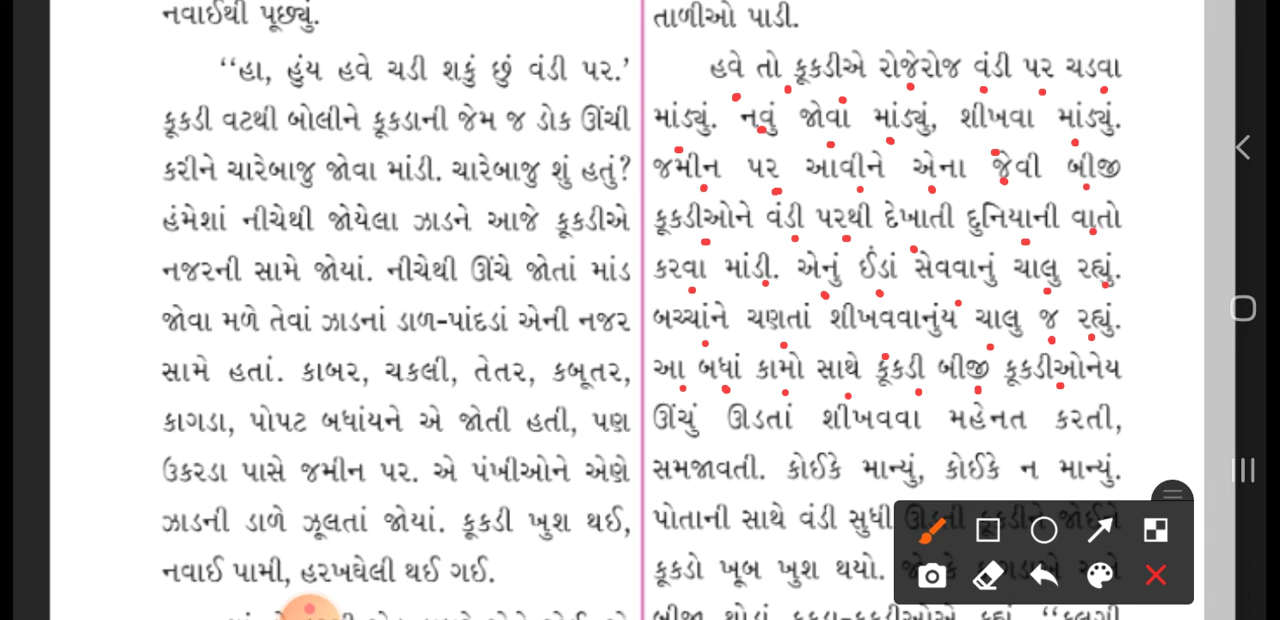 નવાઈથી પૂછ્યું.
‘‘હા, હુંય હવે ચડી શકું છું વંડી પર.’
કૂકડી વટથી બોલીને કૂકડાની જેમ જ ડોક ઊંચી
કરીને ચારેબાજુ જોવા માંડી. ચારેબાજુ શું હતું?
હંમેશાં નીચેથી જોયેલા ઝાડને આજે કૂકડીએ
નજરની સામે જોયાં. નીચેથી ઊંચે જોતાં માંડ
જોવા મળે તેવાં ઝાડનાં ડાળ-પાંદડાં એની નજર
સામે હતાં. કાબર, ચકલી, તેતર, કબૂતર,
કાગડા, પોપટ બધાંયને એ જોતી હતી, પણ
ઉકરડા પાસે જમીન પર. એ પંખીઓને એણે
ઝાડની ડાળે ઝૂલતાં જોયાં. કૂકડી ખુશ થઈ,
નવાઈ પામી, હરખઘેલી થઈ ગઈ.
તાળીઓ પાડી.
હવે તો કૂકડીએ રોજેરોજ વંડી પર ચડવા
માંડ્યું. નવું જોવા માંડ્યું, શીખવા માંડ્યું.
જમીન પર આવીને એના જેવી બીજી
કૂકડીઓને વંડી પરથી દેખાતી દુનિયાની વાતો
કરવા માંડી. એનું ઈંડાં સેવવાનું ચાલુ રહ્યું.
બચ્ચાંને ચણતાં શીખવવાનુંય ચાલુ જ રહ્યું.
આ બધાં કામો સાથે કૂકડી બીજી કૂકડીઓનેય
ઊંચું ઊડતાં શીખવવા મહેનત કરતી,
સમજાવતી. કોઈકે માન્યું, કોઈકે ન માન્યું.
પોતાની સાથે વંડી સુધી ઊડતી કૂકડીને જોઈને
કૂકડો ખૂબ ખુશ થયો.